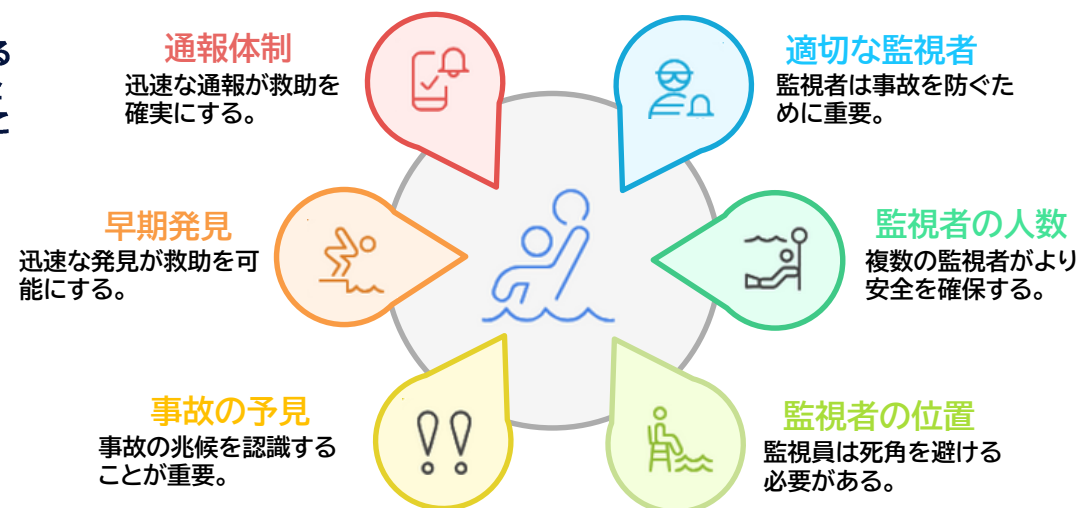 る
て
通報体制
迅速な通報が救助を
確実にする。
適切な監視者
監視者は事故を防ぐた
めに重要。
早期発見
迅速な発見が救助を可
能にする。
監視者の人数
複数の監視者がより
安全を確保する。
事故の予見
事故の兆候を認識する
ことが重要。
監視者の位置
監視員は死角を避ける
必要がある。